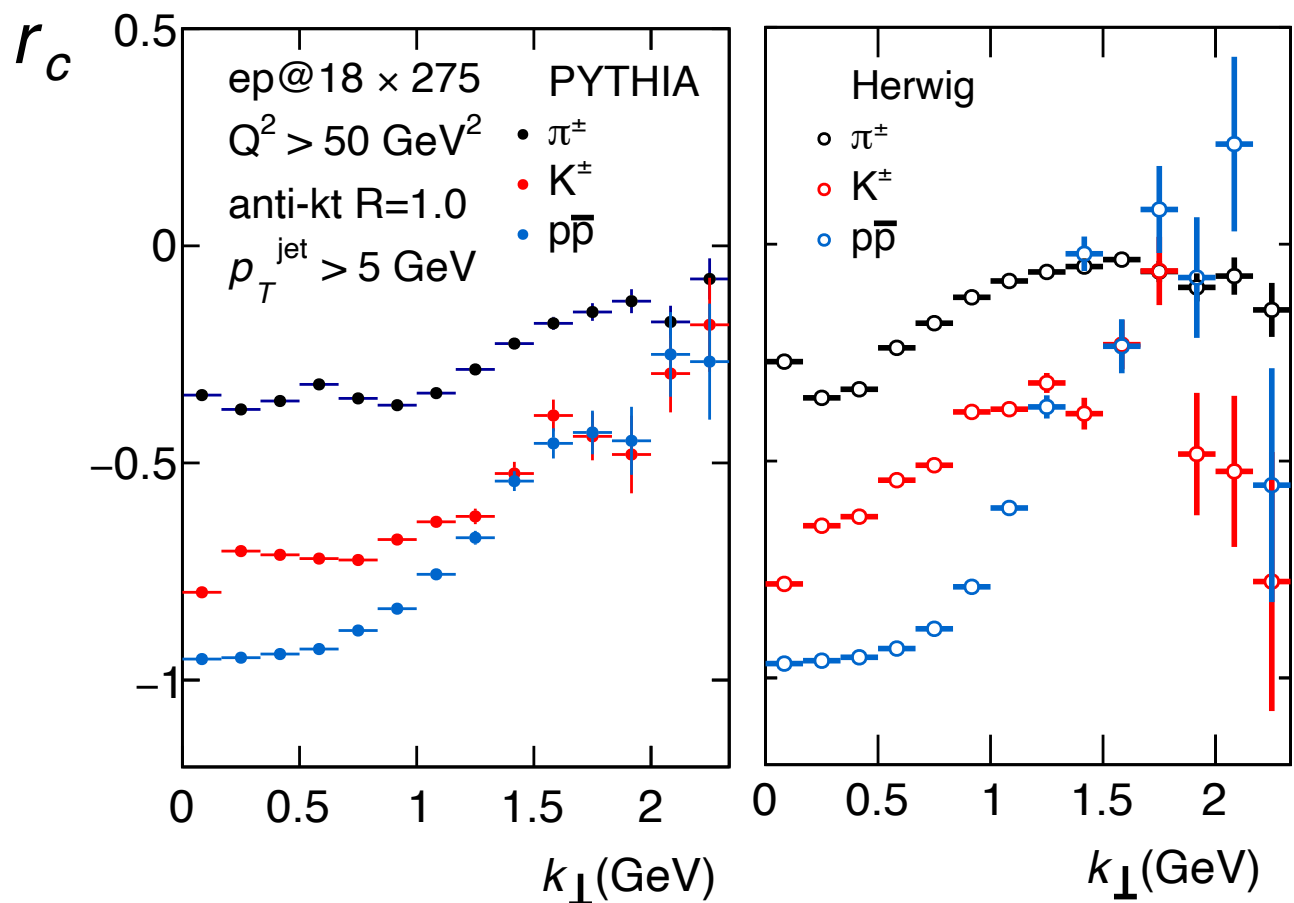 r_c
0.5
0
−0.5
−1
ep@18 × 275
Q² > 50 GeV²
anti-kt R=1.0
p_T^jet > 5 GeV
PYTHIA
π^±
K^±
pp̅
0 0.5 1 1.5 2
k_⊥(GeV)
Herwig
π^±
K^±
pp̅
0 0.5 1 1.5 2
k_⊥(GeV)